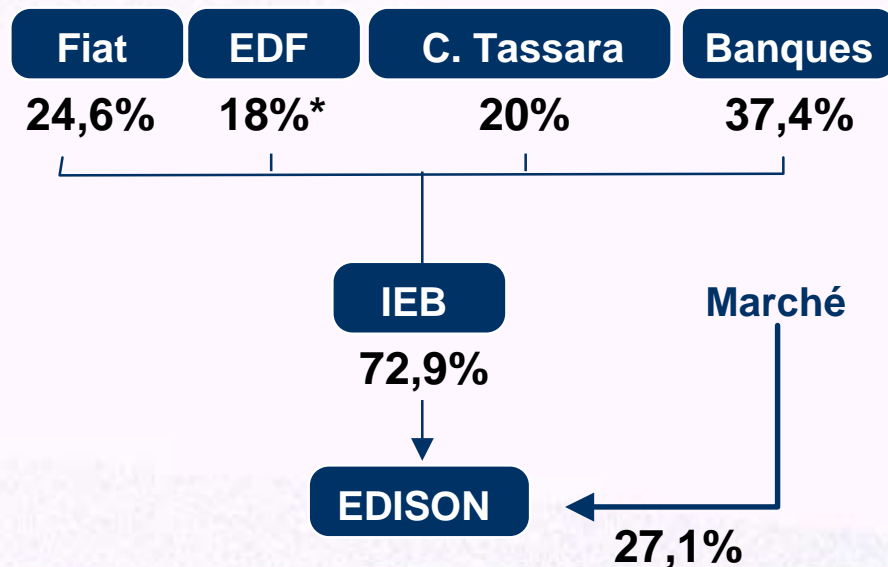 Fiat EDF C. Tassara Banques
24,6% 18%* 20% 37,4%
IEB Marché
72,9%
EDISON
27,1%